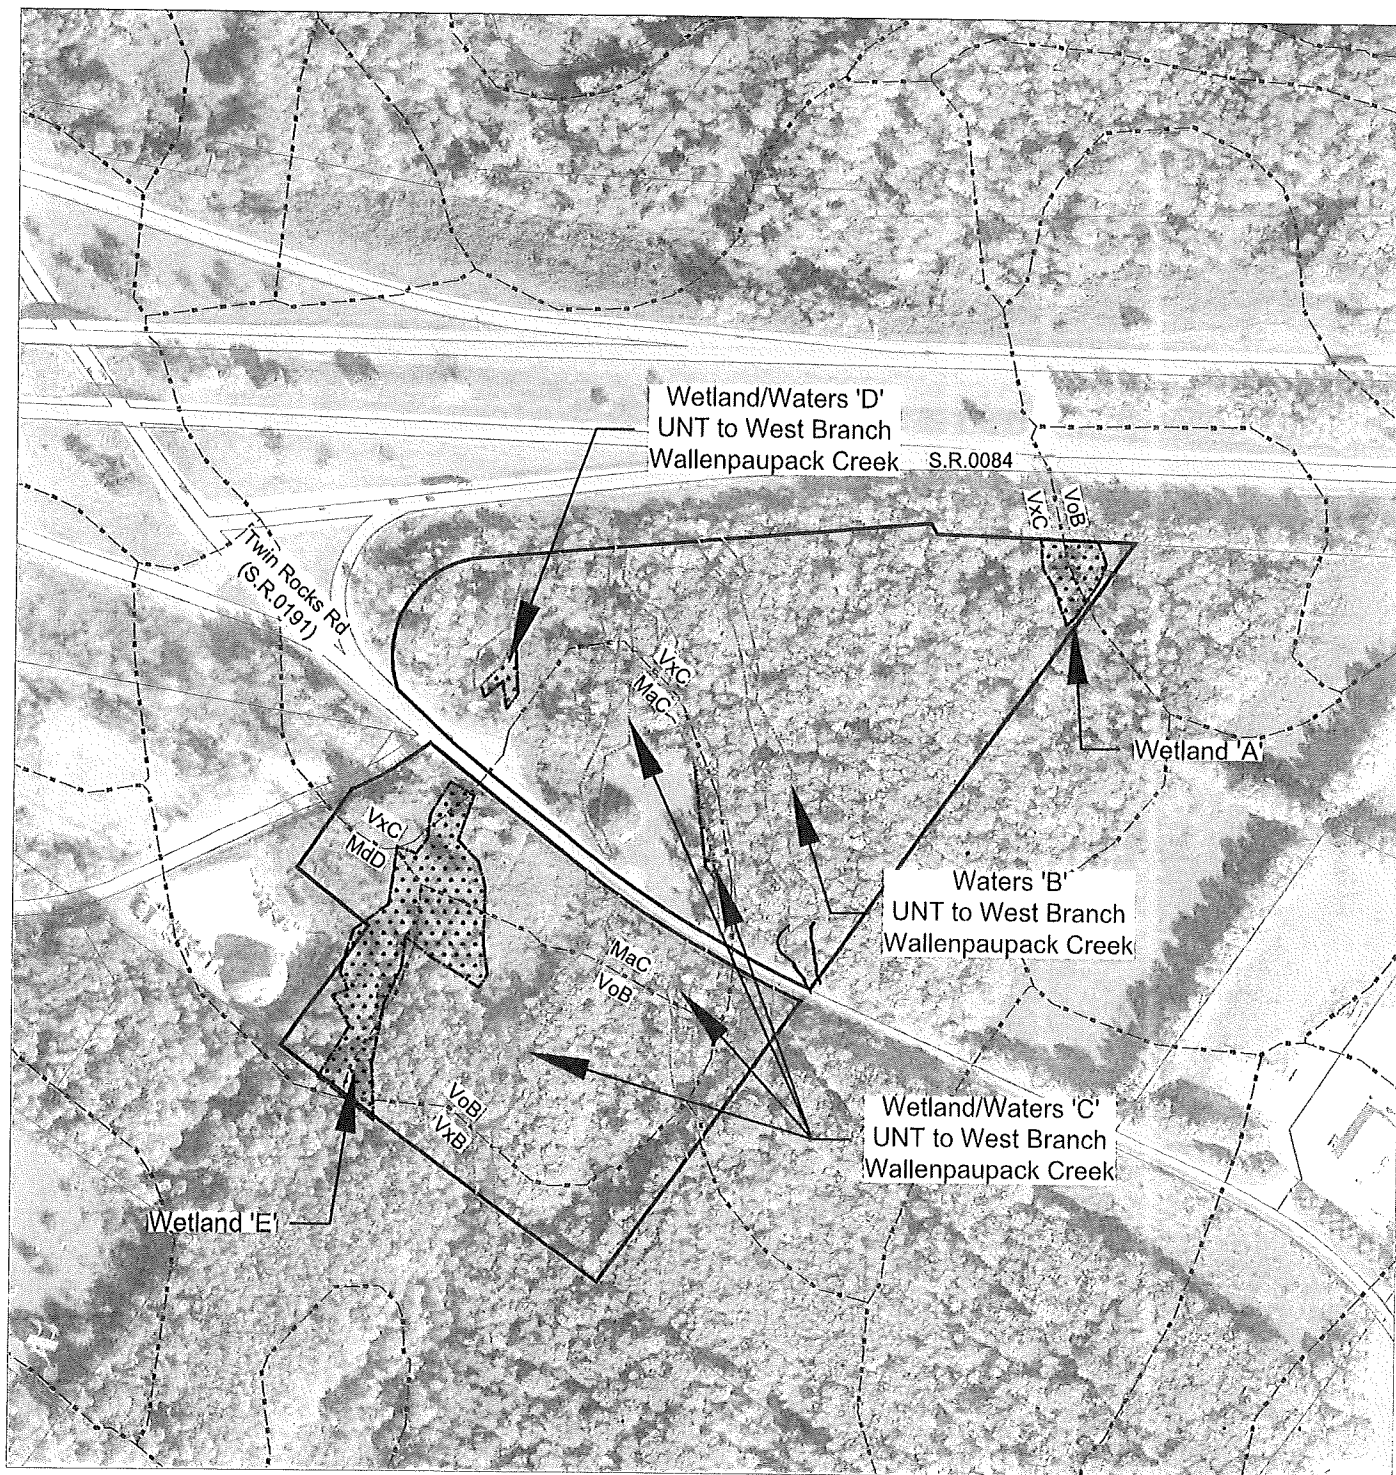 Wetland/Waters 'D'
UNT to West Branch
Wallenpaupack Creek
S.R.0084
VxC
VoB
Twin Rocks Rd
(S.R.0191)
VxC
MaC
Wetland 'A'
VxC
MdD
Waters 'B'
UNT to West Branch
Wallenpaupack Creek
MaC
VoB
VoB
VxB
Wetland/Waters 'C'
UNT to West Branch
Wallenpaupack Creek
Wetland 'E'